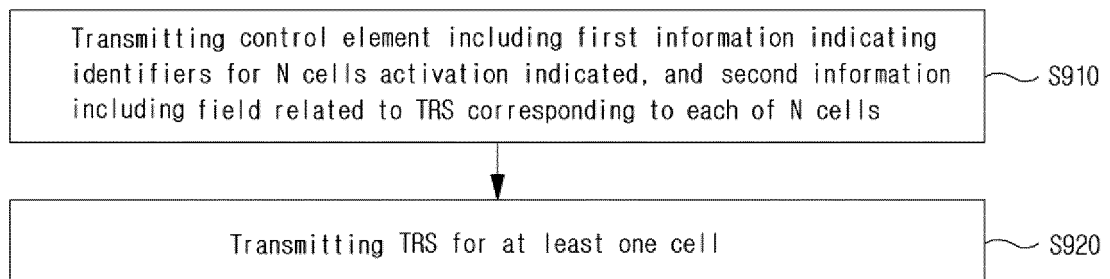 Transmitting control element including first information indicating
identifiers for N cells activation indicated, and second information
including field related to TRS corresponding to each of N cells
S910
Transmitting TRS for at least one cell
S920